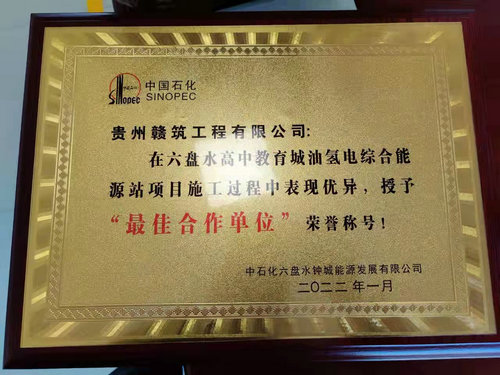 SINOPEC
中国石化
SINOPEC
贵州赣筑工程有限公司:
在六盘水高中教育城油氢电综合能
源站项目施工过程中表现优异，授予
“最佳合作单位”荣誉称号！
中石化六盘水钟城能源发展有限公司
二〇二二年一月